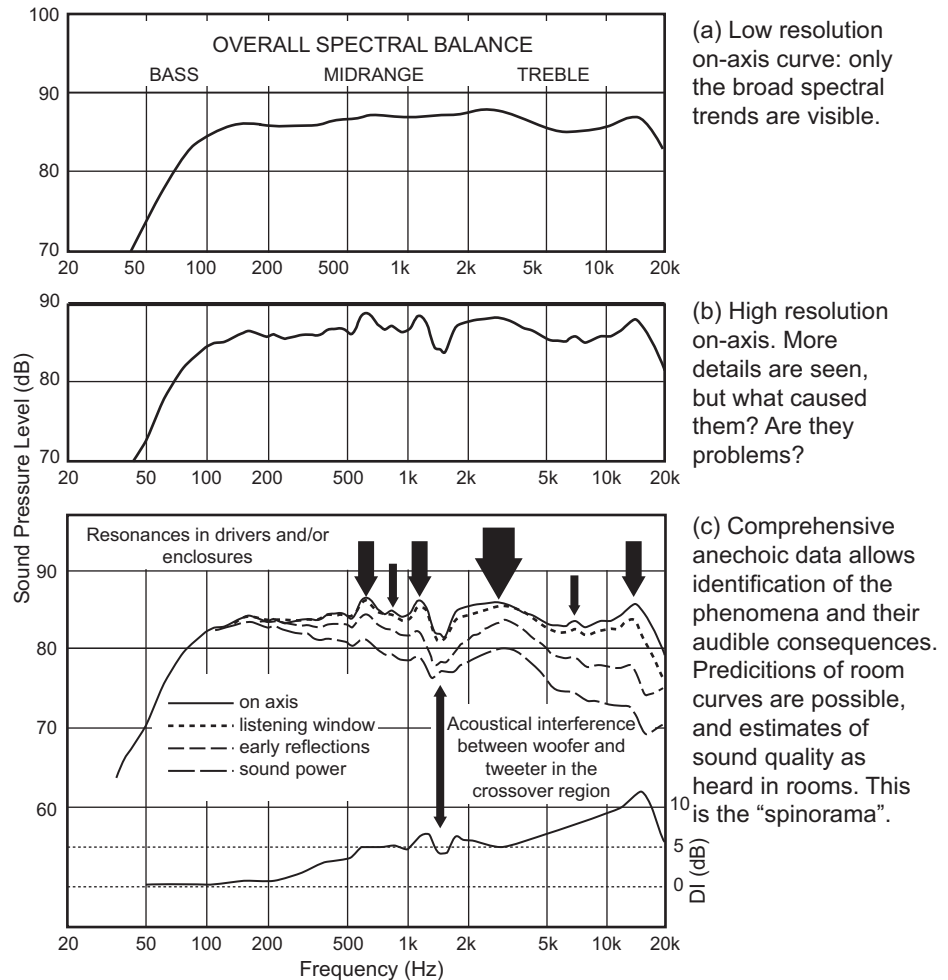 100
90
80
70
OVERALL SPECTRAL BALANCE
BASS MIDRANGE TREBLE
20 50 100 200 500 1k 2k 5k 10k 20k
(a) Low resolution
on-axis curve: only
the broad spectral
trends are visible.
90
80
70
20 50 100 200 500 1k 2k 5k 10k 20k
(b) High resolution
on-axis. More
details are seen,
but what caused
them? Are they
problems?
Sound Pressure Level (dB)
Resonances in drivers and/or
enclosures
90
80
70
60
on axis
listening window
early reflections
sound power
Acoustical interference
between woofer and
tweeter in the
crossover region
10
5
0
DI (dB)
20 50 100 200 500 1k 2k 5k 10k 20k
Frequency (Hz)
(c) Comprehensive
anechoic data allows
identification of the
phenomena and their
audible consequences.
Predicitions of room
curves are possible,
and estimates of
sound quality as
heard in rooms. This
is the “spinorama”.